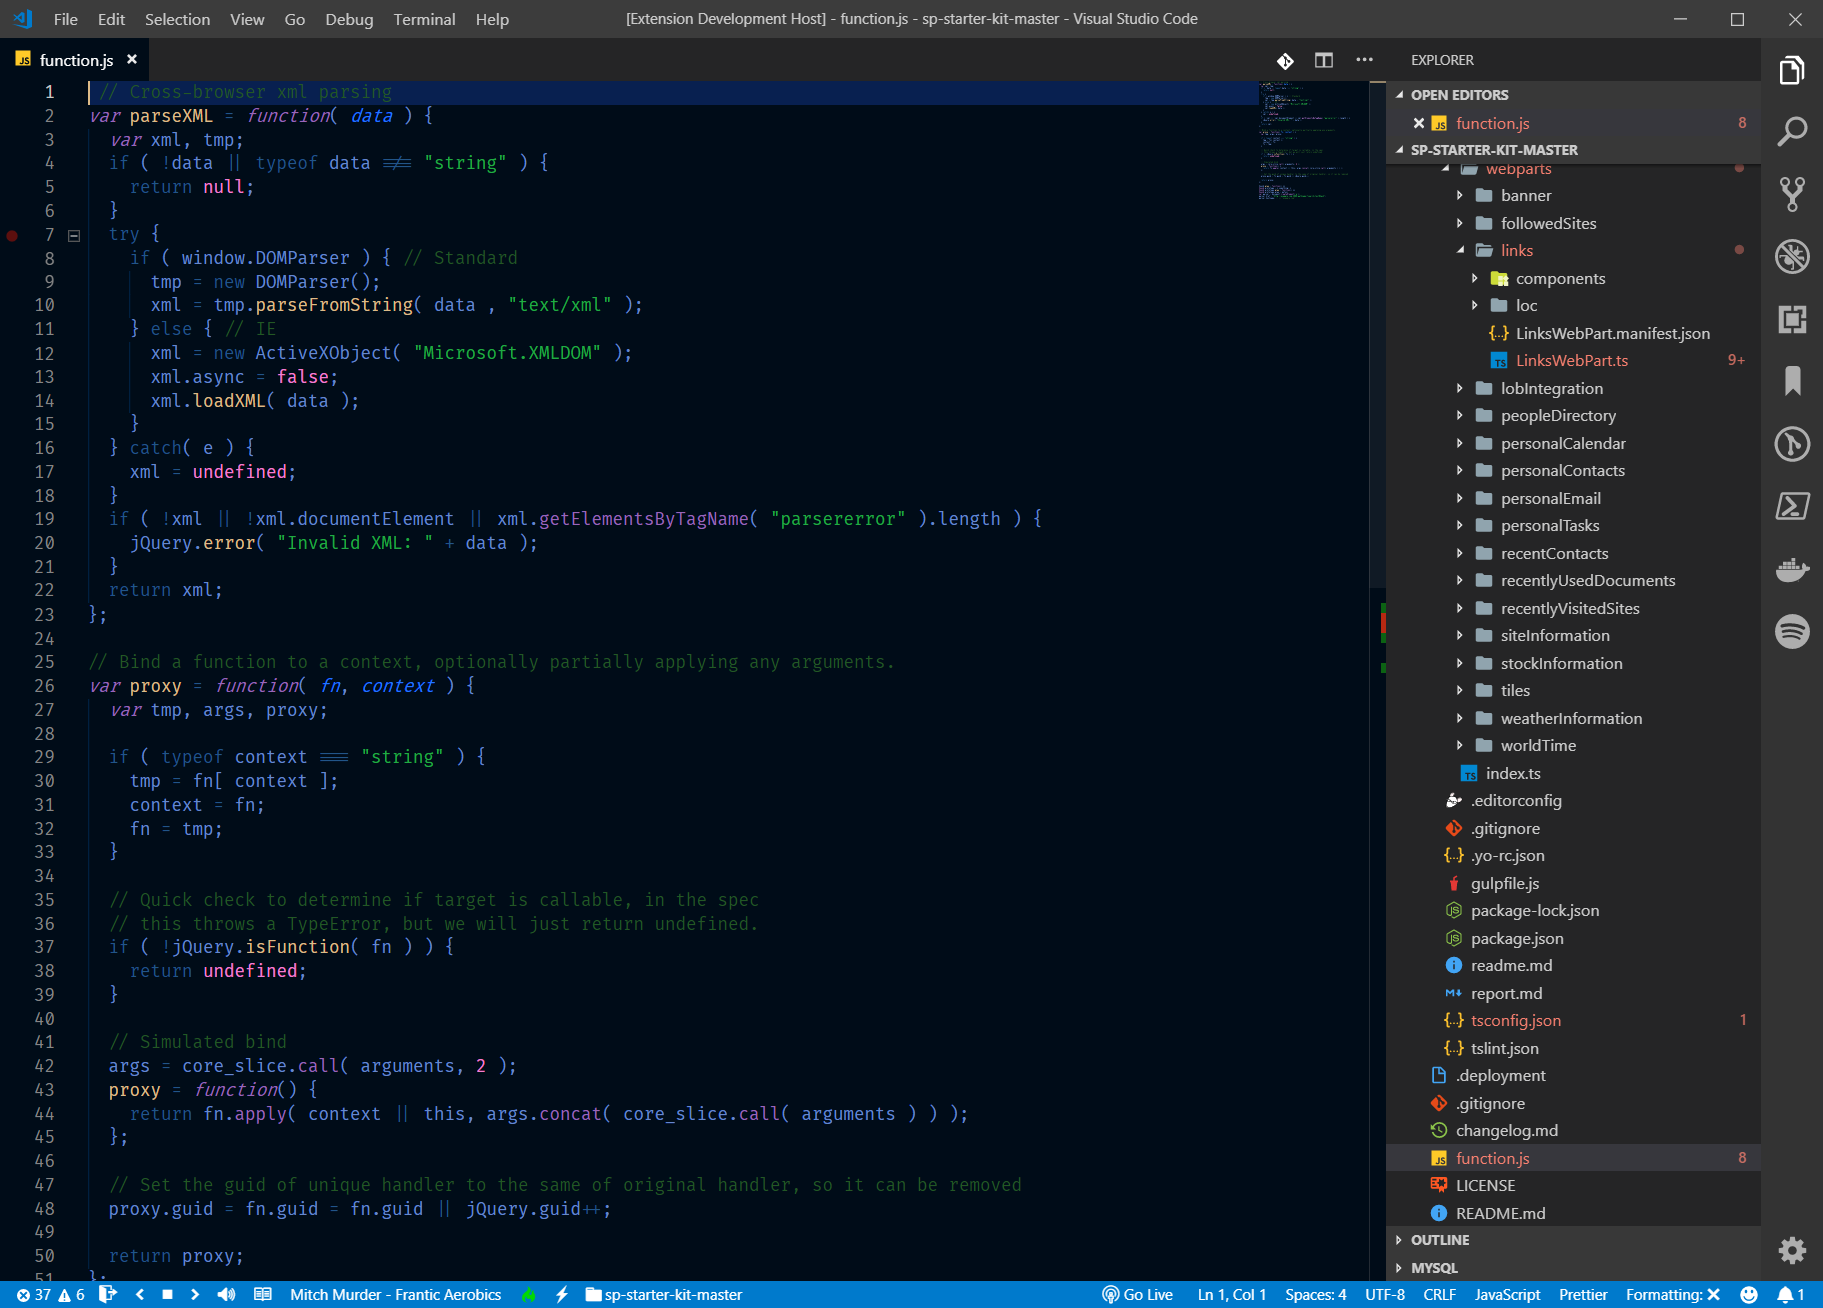 File Edit Selection View Go Debug Terminal Help
[Extension Development Host] - function.js - sp-starter-kit-master - Visual Studio Code
function.js
1 // Cross-browser xml parsing
2 var parseXML = function( data ) {
3 var xml, tmp;
4 if ( !data || typeof data !== "string" ) {
5 return null;
6 }
7 try {
8 if ( window.DOMParser ) { // Standard
9 tmp = new DOMParser();
10 xml = tmp.parseFromString( data , "text/xml" );
11 } else { // IE
12 xml = new ActiveXObject( "Microsoft.XMLDOM" );
13 xml.async = false;
14 xml.loadXML( data );
15 }
16 } catch( e ) {
17 xml = undefined;
18 }
19 if ( !xml || !xml.documentElement || xml.getElementsByTagName( "parsererror" ).length ) {
20 jQuery.error( "Invalid XML: " + data );
21 }
22 return xml;
23 };
24
25 // Bind a function to a context, optionally partially applying any arguments.
26 var proxy = function( fn, context ) {
27 var tmp, args, proxy;
28
29 if ( typeof context === "string" ) {
30 tmp = fn[ context ];
31 context = fn;
32 fn = tmp;
33 }
34
35 // Quick check to determine if target is callable, in the spec
36 // this throws a TypeError, but we will just return undefined.
37 if ( !jQuery.isFunction( fn ) ) {
38 return undefined;
39 }
40
41 // Simulated bind
42 args = core_slice.call( arguments, 2 );
43 proxy = function() {
44 return fn.apply( context || this, args.concat( core_slice.call( arguments ) ) );
45 };
46
47 // Set the guid of unique handler to the same of original handler, so it can be removed
48 proxy.guid = fn.guid = fn.guid || jQuery.guid++;
49
50 return proxy;
51 };
EXPLORER
OPEN EDITORS
function.js 8
SP-STARTER-KIT-MASTER
webparts
banner
followedSites
links
components
loc
LinksWebPart.manifest.json
LinksWebPart.ts 9+
lobIntegration
peopleDirectory
personalCalendar
personalContacts
personalEmail
personalTasks
recentContacts
recentlyUsedDocuments
recentlyVisitedSites
siteInformation
stockInformation
tiles
weatherInformation
worldTime
index.ts
.editorconfig
.gitignore
.yo-rc.json
gulpfile.js
package-lock.json
package.json
readme.md
report.md
tsconfig.json 1
tslint.json
.deployment
.gitignore
changelog.md
function.js 8
LICENSE
README.md
OUTLINE
MYSQL
37 6 Mitch Murder - Frantic Aerobics sp-starter-kit-master Go Live Ln 1, Col 1 Spaces: 4 UTF-8 CRLF JavaScript Prettier Formatting: 1